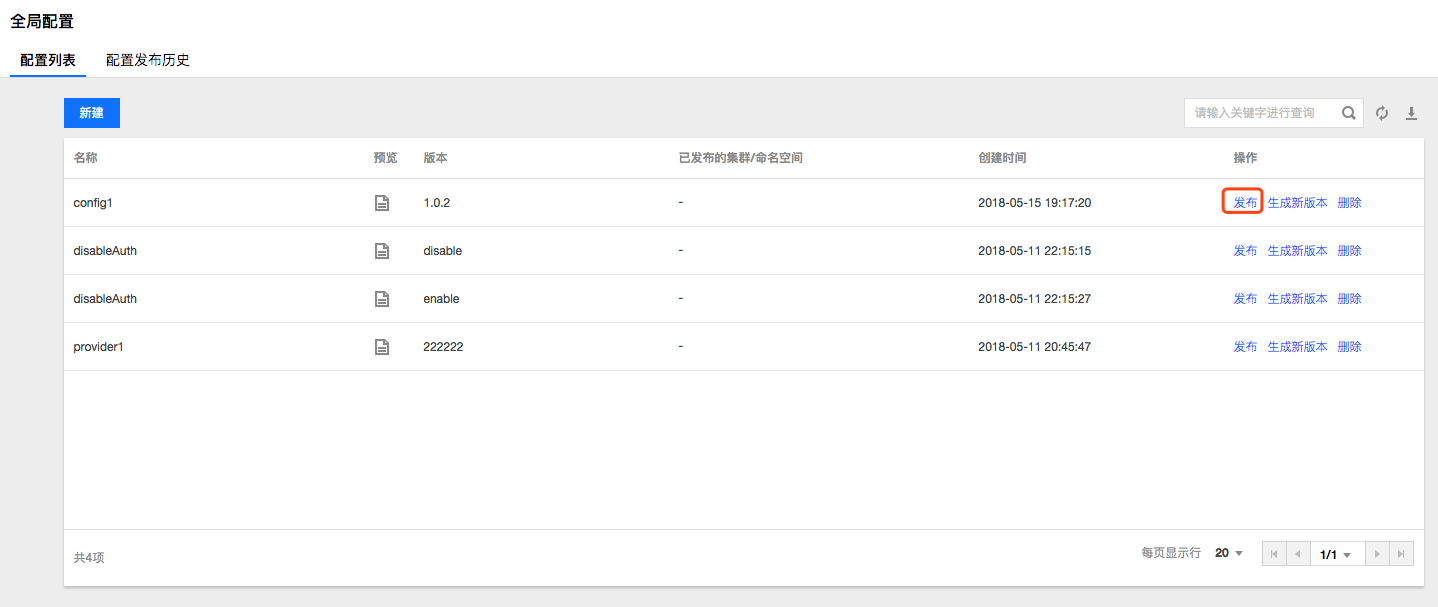 全局配置
配置列表 配置发布历史
新建 请输入关键字进行查询
名称 预览 版本 已发布的集群/命名空间 创建时间 操作
config1 1.0.2 - 2018-05-15 19:17:20 发布 生成新版本 删除
disableAuth disable - 2018-05-11 22:15:15 发布 生成新版本 删除
disableAuth enable - 2018-05-11 22:15:27 发布 生成新版本 删除
provider1 222222 - 2018-05-11 20:45:47 发布 生成新版本 删除
共4项 每页显示行 20 1/1